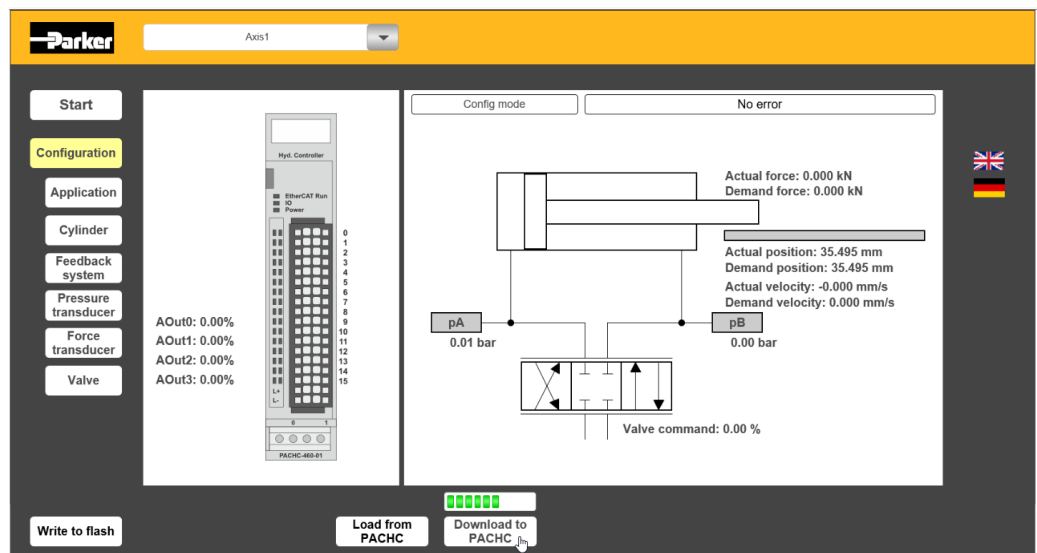 Parker
Axis1
Start
Configuration
Application
Cylinder
Feedback
system
Pressure
transducer
Force
transducer
Valve
Write to flash
AOut0: 0.00%
AOut1: 0.00%
AOut2: 0.00%
AOut3: 0.00%
Hyd. Controller
EtherCAT Run
IO
Power
0
1
2
3
4
5
6
7
8
9
10
11
12
13
14
15
L+
L-
0 1
PACHC-460-01
Config mode
No error
Actual force: 0.000 kN
Demand force: 0.000 kN
Actual position: 35.495 mm
Demand position: 35.495 mm
Actual velocity: -0.000 mm/s
Demand velocity: 0.000 mm/s
pA
0.01 bar
pB
0.00 bar
Valve command: 0.00 %
Load from
PACHC
Download to
PACHC